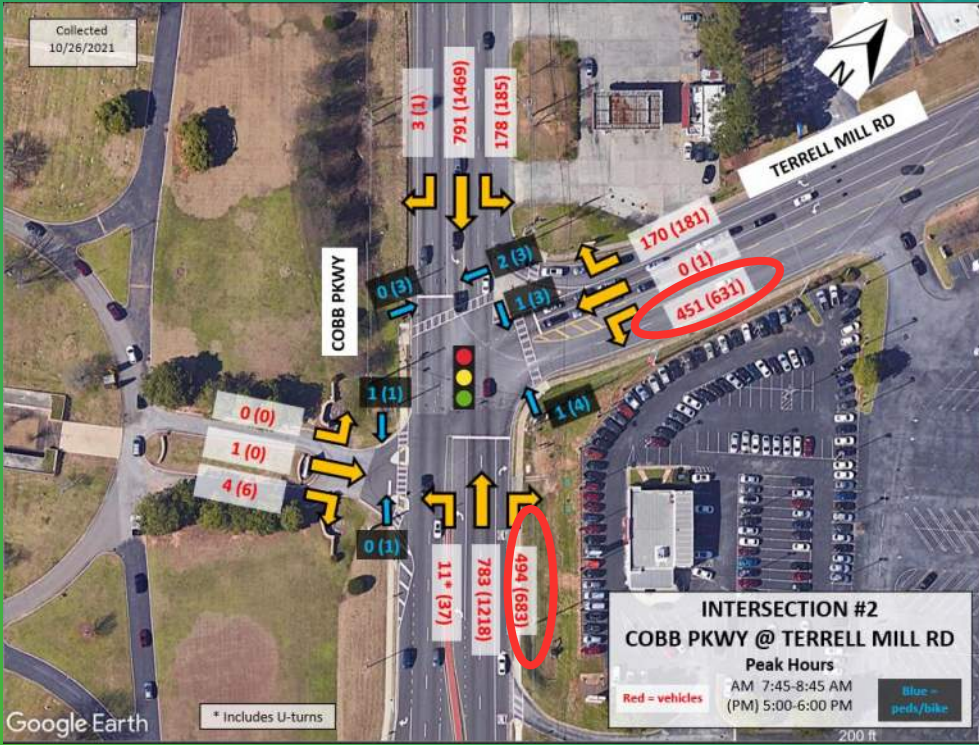 Collected
10/26/2021
3 (1)
791 (1469)
178 (185)
N
TERRELL MILL RD
170 (181)
0 (1)
451 (631)
2 (3)
0 (3)
1 (3)
COBB PKWY
1 (1)
1 (4)
0 (0)
1 (0)
4 (6)
0 (1)
11* (37)
783 (1218)
494 (683)
INTERSECTION #2
COBB PKWY @ TERRELL MILL RD
Peak Hours
AM 7:45-8:45 AM
(PM) 5:00-6:00 PM
Red = vehicles
Blue =
peds/bike
* Includes U-turns
Google Earth
200 ft